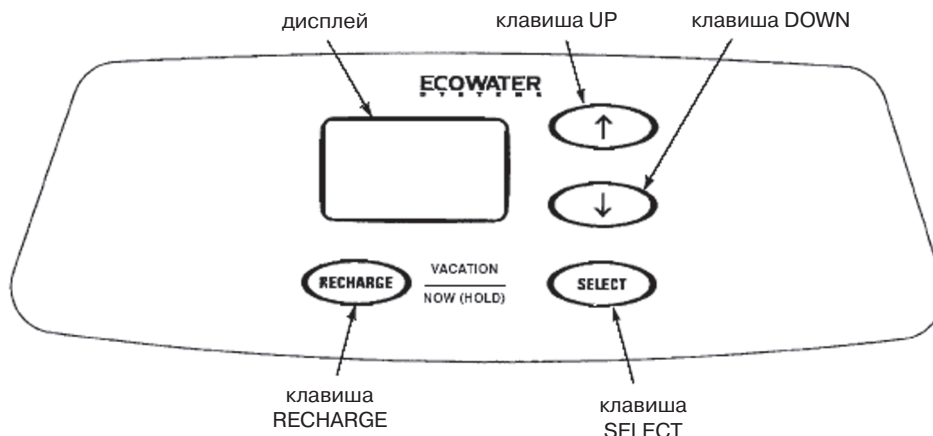 дисплей
клавиша UP
клавиша DOWN
ECOWATER
SYSTEMS
↑
↓
RECHARGE
VACATION
NOW (HOLD)
SELECT
клавиша
RECHARGE
клавиша
SELECT